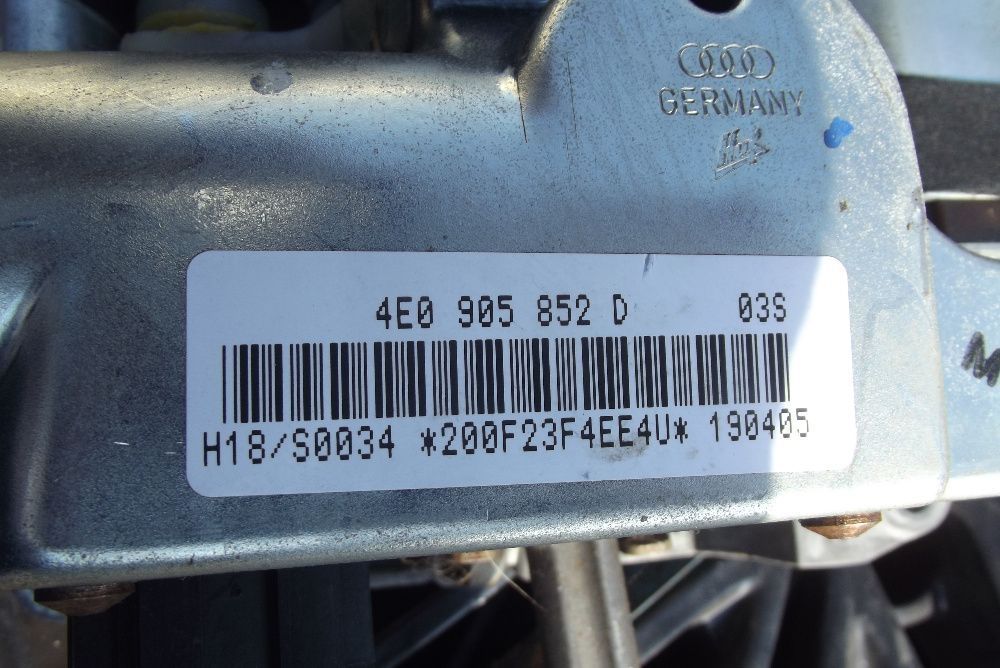 GERMANY
4E0 905 852 D 03S
H18/S0034 *200F23F4EE4U* 190405